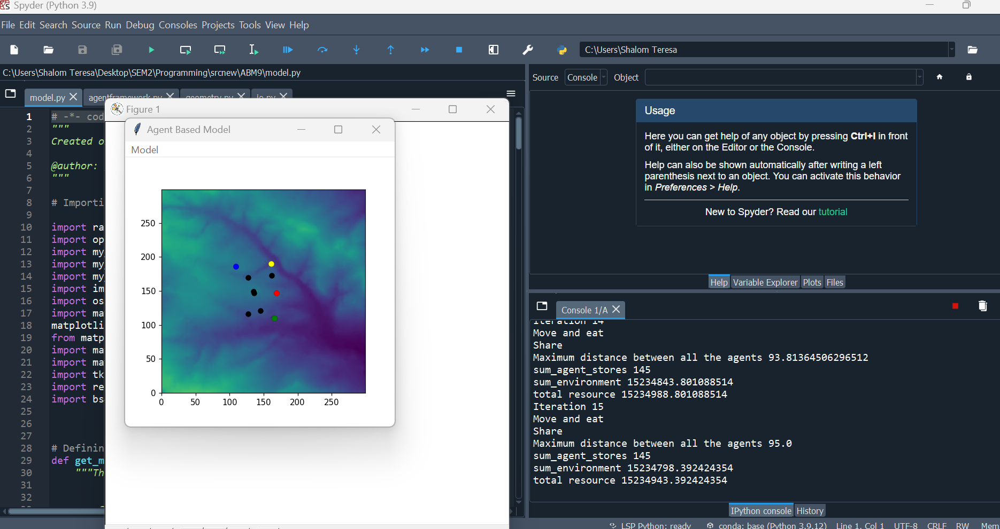 Spyder (Python 3.9)
File Edit Search Source Run Debug Consoles Projects Tools View Help
C:\Users\Shalom Teresa
C:\Users\Shalom Teresa\Desktop\SEM2\Programming\srcnew\ABM9\model.py
model.py agentframework.py geometry.py io.py
1 # -*- cod
2 """
3 Created o
4
5 @author:
6 """
7
8 # Importi
9
10 import ra
11 import op
12 import my
13 import my
14 import my
15 import im
16 import os
17 import ma
18 matplotli
19 from matp
20 import ma
21 import ma
22 import tk
23 import re
24 import bs
25
26
27
28 # Definin
29 def get_m
30 """Th
31
32
Figure 1
Agent Based Model
Model
250
200
150
100
50
0
0 50 100 150 200 250
Source Console Object
Usage
Here you can get help of any object by pressing Ctrl+I in front
of it, either on the Editor or the Console.
Help can also be shown automatically after writing a left
parenthesis next to an object. You can activate this behavior
in Preferences > Help.
New to Spyder? Read our tutorial
Help Variable Explorer Plots Files
Console 1/A
Iteration 14
Move and eat
Share
Maximum distance between all the agents 93.81364506296512
sum_agent_stores 145
sum_environment 15234843.801088514
total resource 15234988.801088514
Iteration 15
Move and eat
Share
Maximum distance between all the agents 95.0
sum_agent_stores 145
sum_environment 15234798.392424354
total resource 15234943.392424354
IPython console History
LSP Python: ready conda: base (Python 3.9.12) Line 1, Col 1 UTF-8 CRLF RW Mem